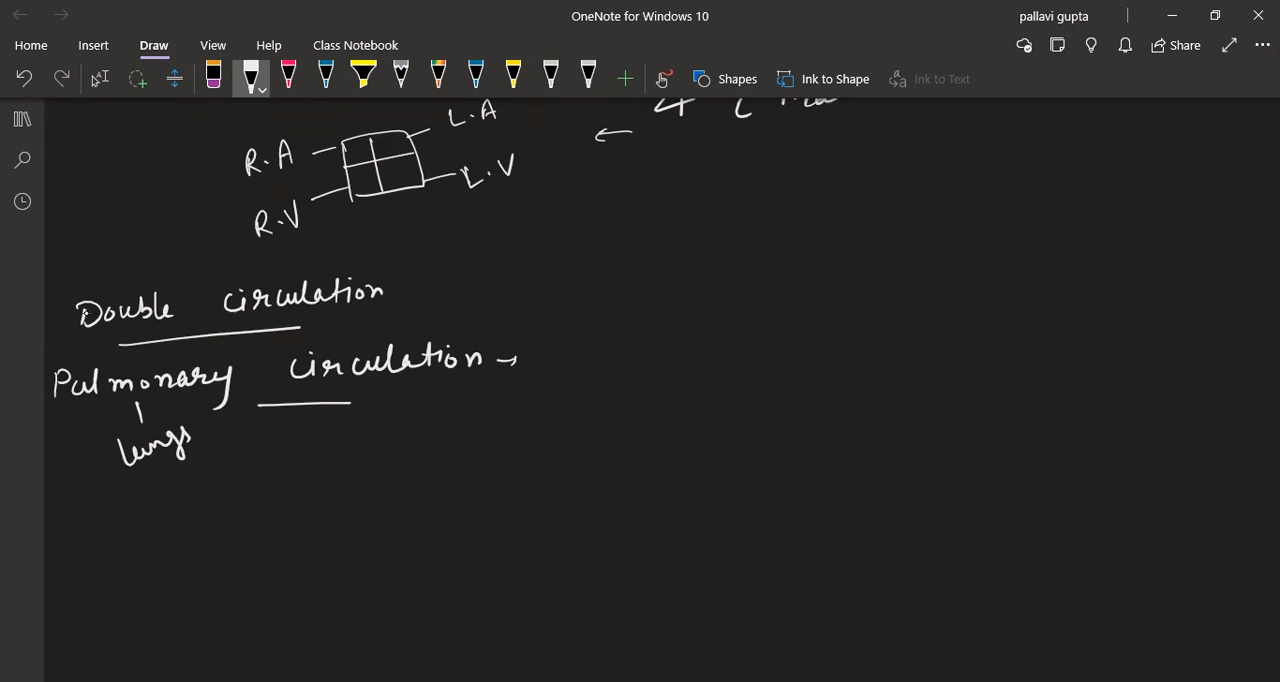 OneNote for Windows 10
pallavi gupta
Home Insert Draw View Help Class Notebook
Share
Shapes Ink to Shape Ink to Text
4
L.A
R.A
L.V
R.V
Double circulation
Pulmonary circulation →
lungs